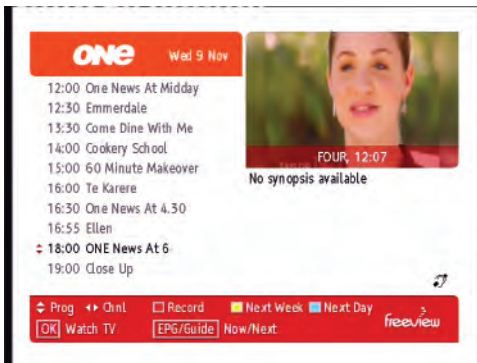 ONE Wed 9 Nov
12:00 One News At Midday
12:30 Emmerdale
13:30 Come Dine With Me
14:00 Cookery School
15:00 60 Minute Makeover
16:00 Te Karere
16:30 One News At 4.30
16:55 Ellen
18:00 ONE News At 6
19:00 Close Up
FOUR, 12:07
No synopsis available
Prog Chnl Record Next Week Next Day
OK Watch TV EPG/Guide Now/Next
freeview